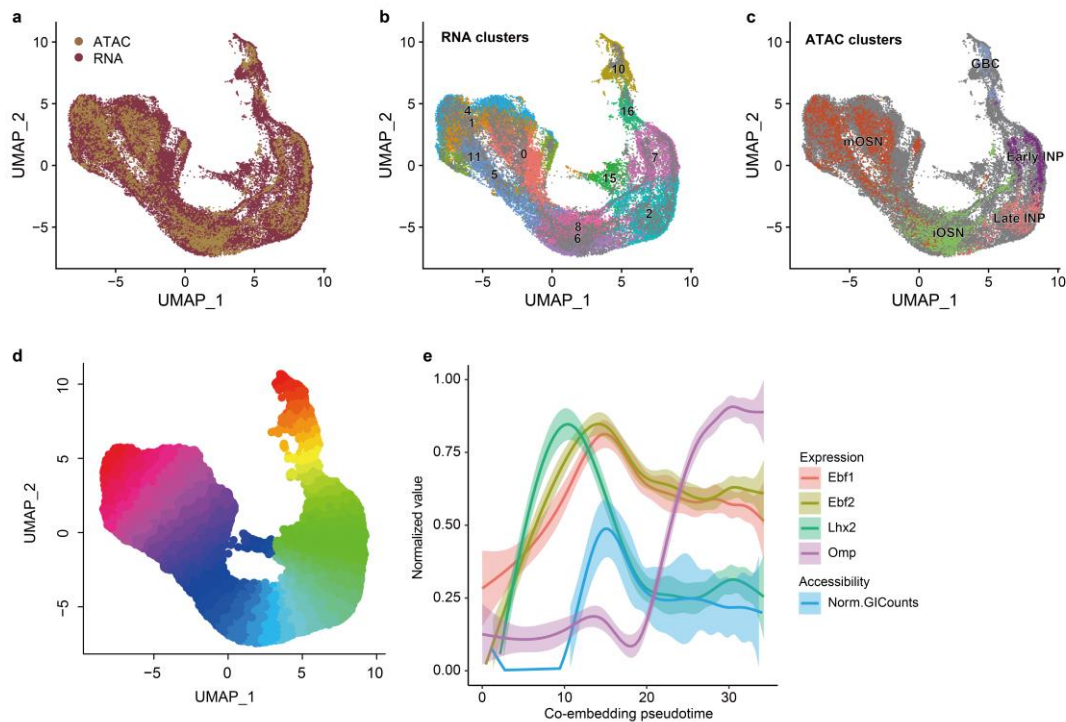 a
ATAC
RNA
UMAP_2
10
5
0
−5
−5
0
5
10
UMAP_1
b
RNA clusters
UMAP_2
10
5
0
−5
10
16
4
1
0
7
11
5
15
2
8
6
−5
0
5
10
UMAP_1
c
ATAC clusters
UMAP_2
10
5
0
−5
GBC
mOSN
Early INP
Late INP
iOSN
−5
0
5
10
UMAP_1
d
UMAP_2
10
5
0
−5
−5
0
5
10
UMAP_1
e
Normalized value
1.00
0.75
0.50
0.25
0.00
0
10
20
30
Co-embedding pseudotime
Expression
Ebf1
Ebf2
Lhx2
Omp
Accessibility
Norm.GICounts